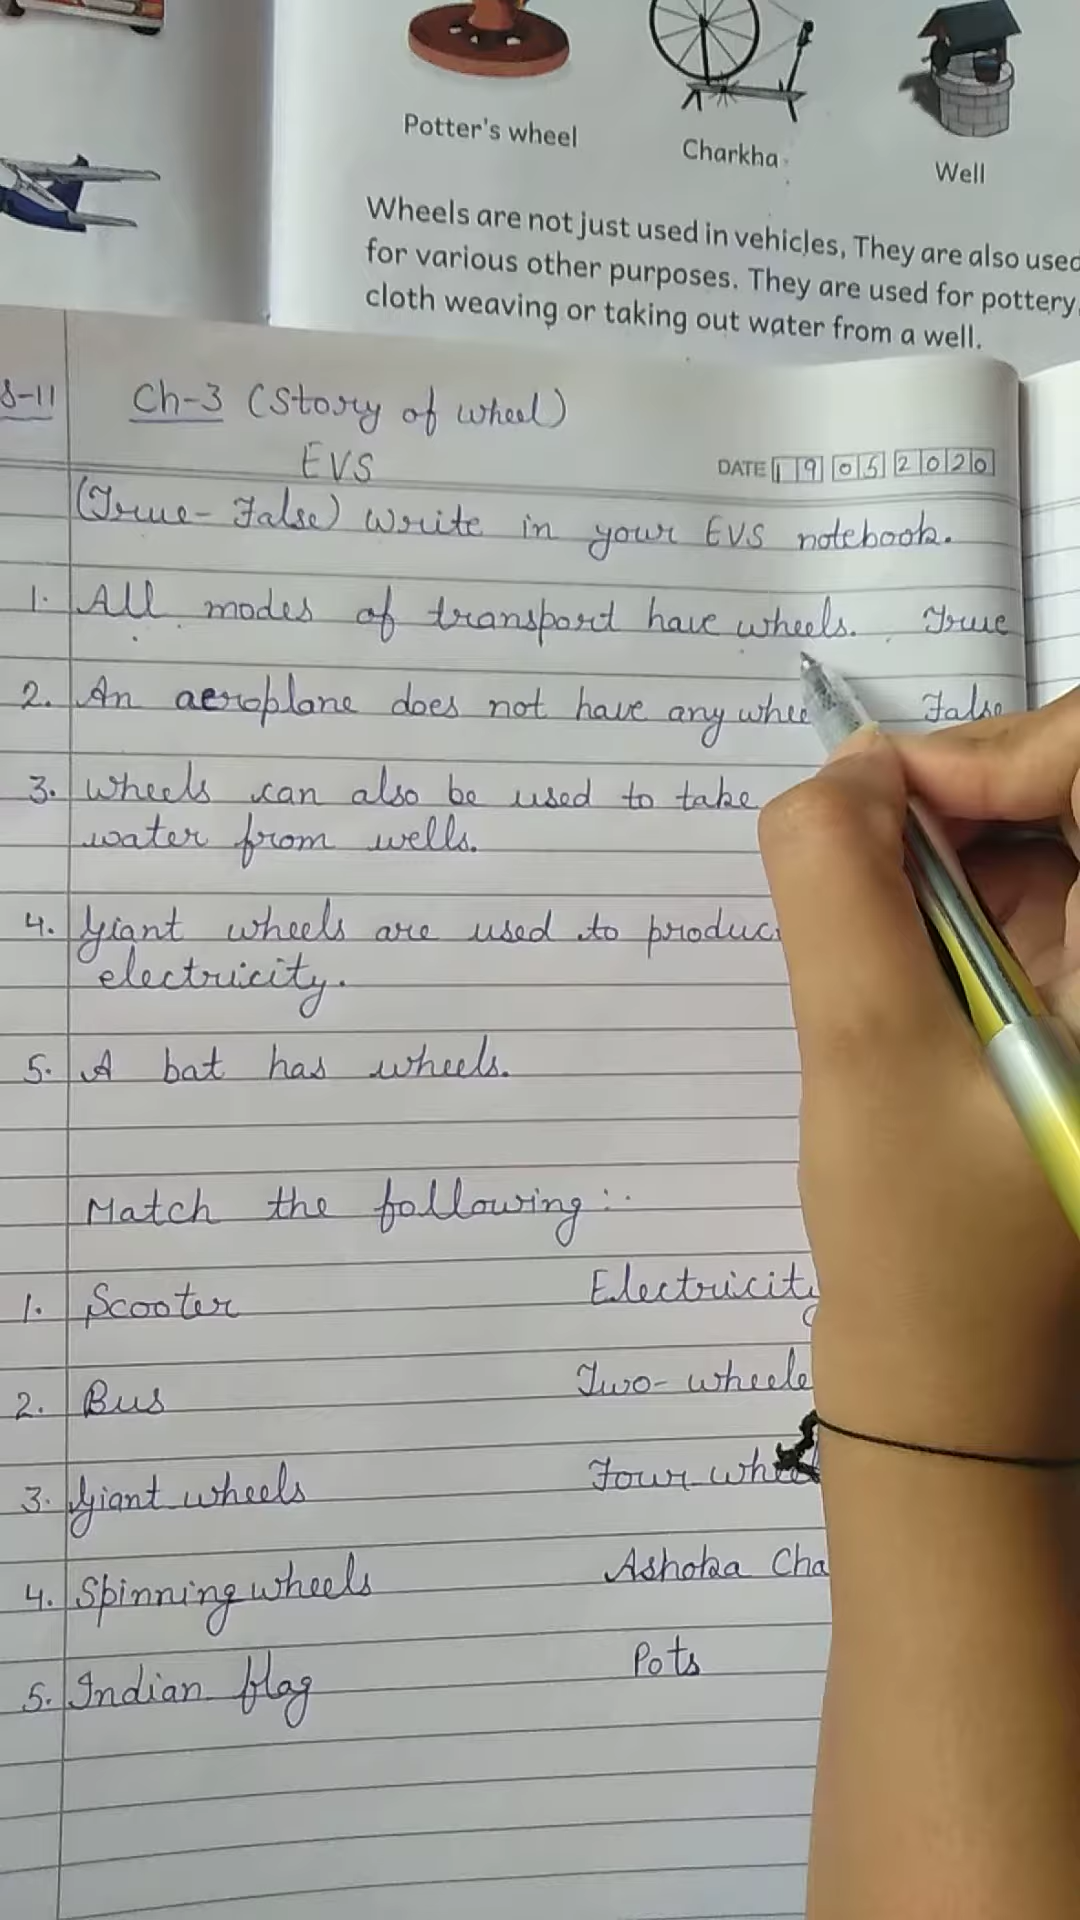 Potter's wheel
Charkha
Well
Wheels are not just used in vehicles, They are also used
for various other purposes. They are used for pottery,
cloth weaving or taking out water from a well.
Ch-3 (Story of wheel)
EVS
DATE 19 05 2020
(True-False) Write in your EVS notebook.
1. All modes of transport have wheels. True
2. An aeroplane does not have any False
3. Wheels can also be used to take
water from wells.
4. Giant wheels are used to
electricity.
5. A bat has wheels.
Match the following:
1. Scooter Electricity
2. Bus Two-
3. Giant wheels Four
4. Spinning wheels Ashoka
5. Indian flag Pots